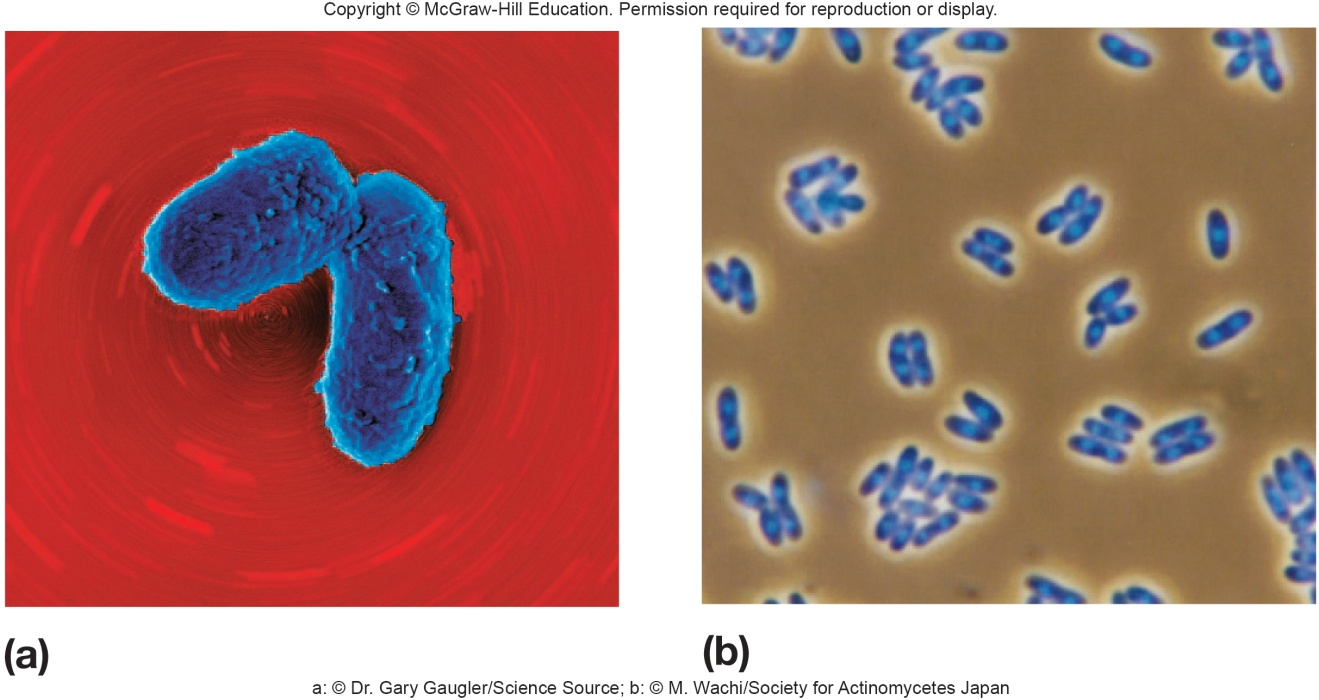 Copyright © McGraw-Hill Education. Permission required for reproduction or display.
(a)
(b)
a: © Dr. Gary Gaugler/Science Source; b: © M. Wachi/Society for Actinomycetes Japan